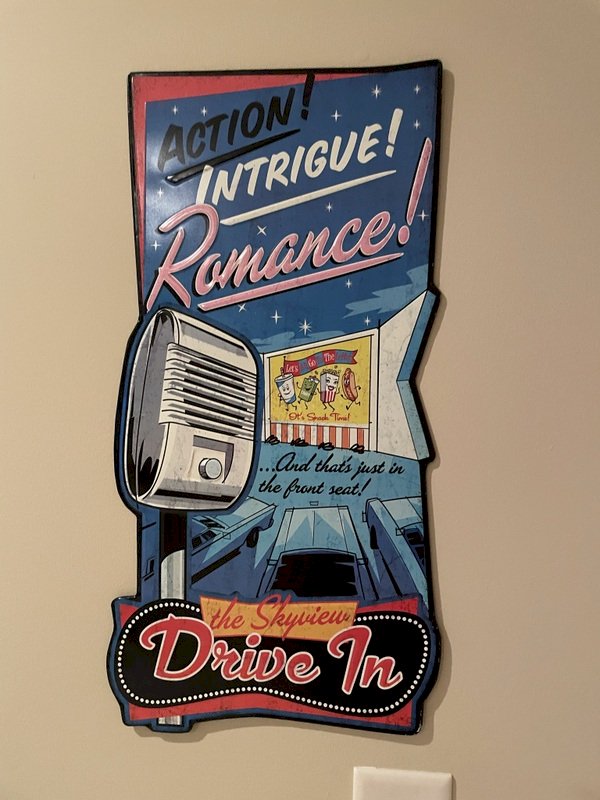 ACTION!
INTRIGUE!
Romance!
Let's Go The
It's Snack Time!
...And that's just in
the front seat!
the Skyview
Drive In